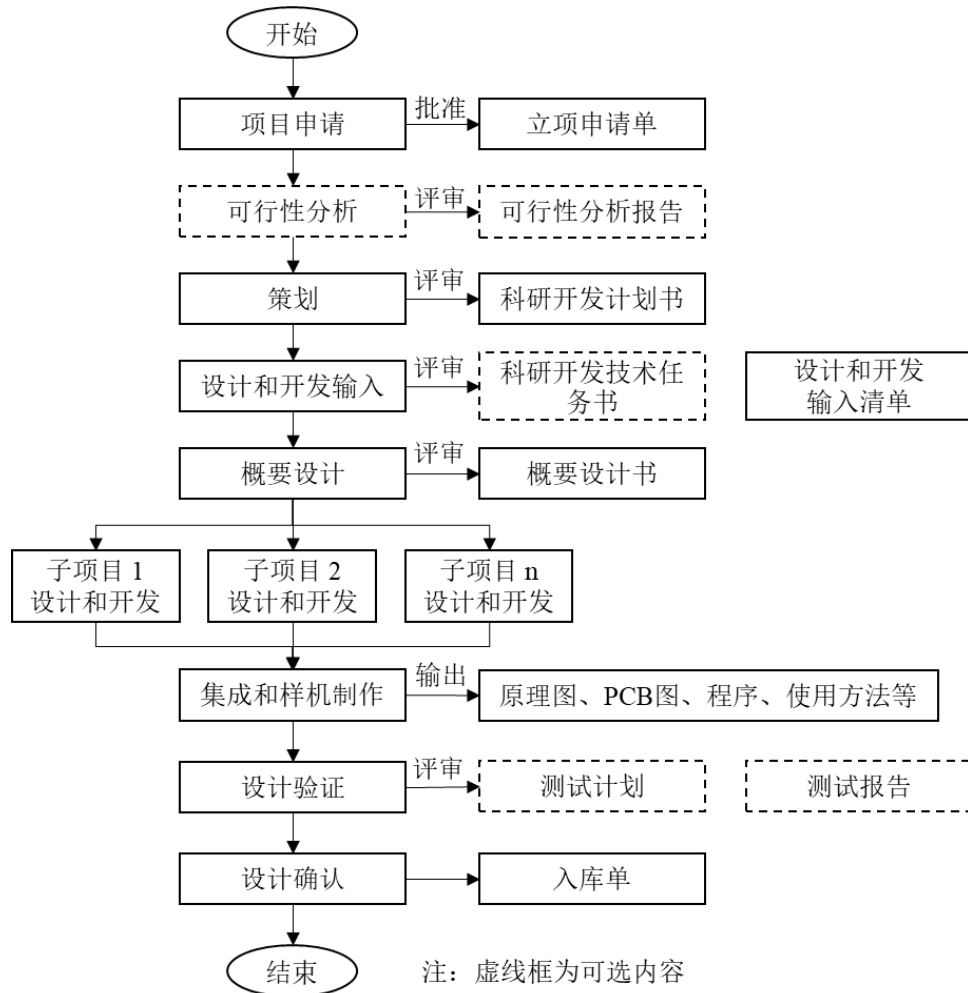 开始
项目申请
批准
立项申请单
可行性分析
评审
可行性分析报告
策划
评审
科研开发计划书
设计和开发输入
评审
科研开发技术任
务书
设计和开发
输入清单
概要设计
评审
概要设计书
子项目 1
设计和开发
子项目 2
设计和开发
子项目 n
设计和开发
集成和样机制作
输出
原理图、PCB图、程序、使用方法等
设计验证
评审
测试计划
测试报告
设计确认
入库单
结束
注：虚线框为可选内容